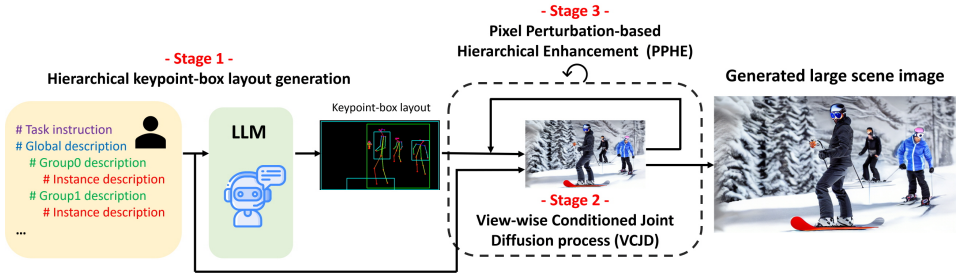 - Stage 1 -
Hierarchical keypoint-box layout generation
# Task instruction
# Global description
# Group0 description
# Instance description
# Group1 description
# Instance description
...
LLM
Keypoint-box layout
- Stage 3 -
Pixel Perturbation-based
Hierarchical Enhancement (PPHE)
- Stage 2 -
View-wise Conditioned Joint
Diffusion process (VCJD)
Generated large scene image